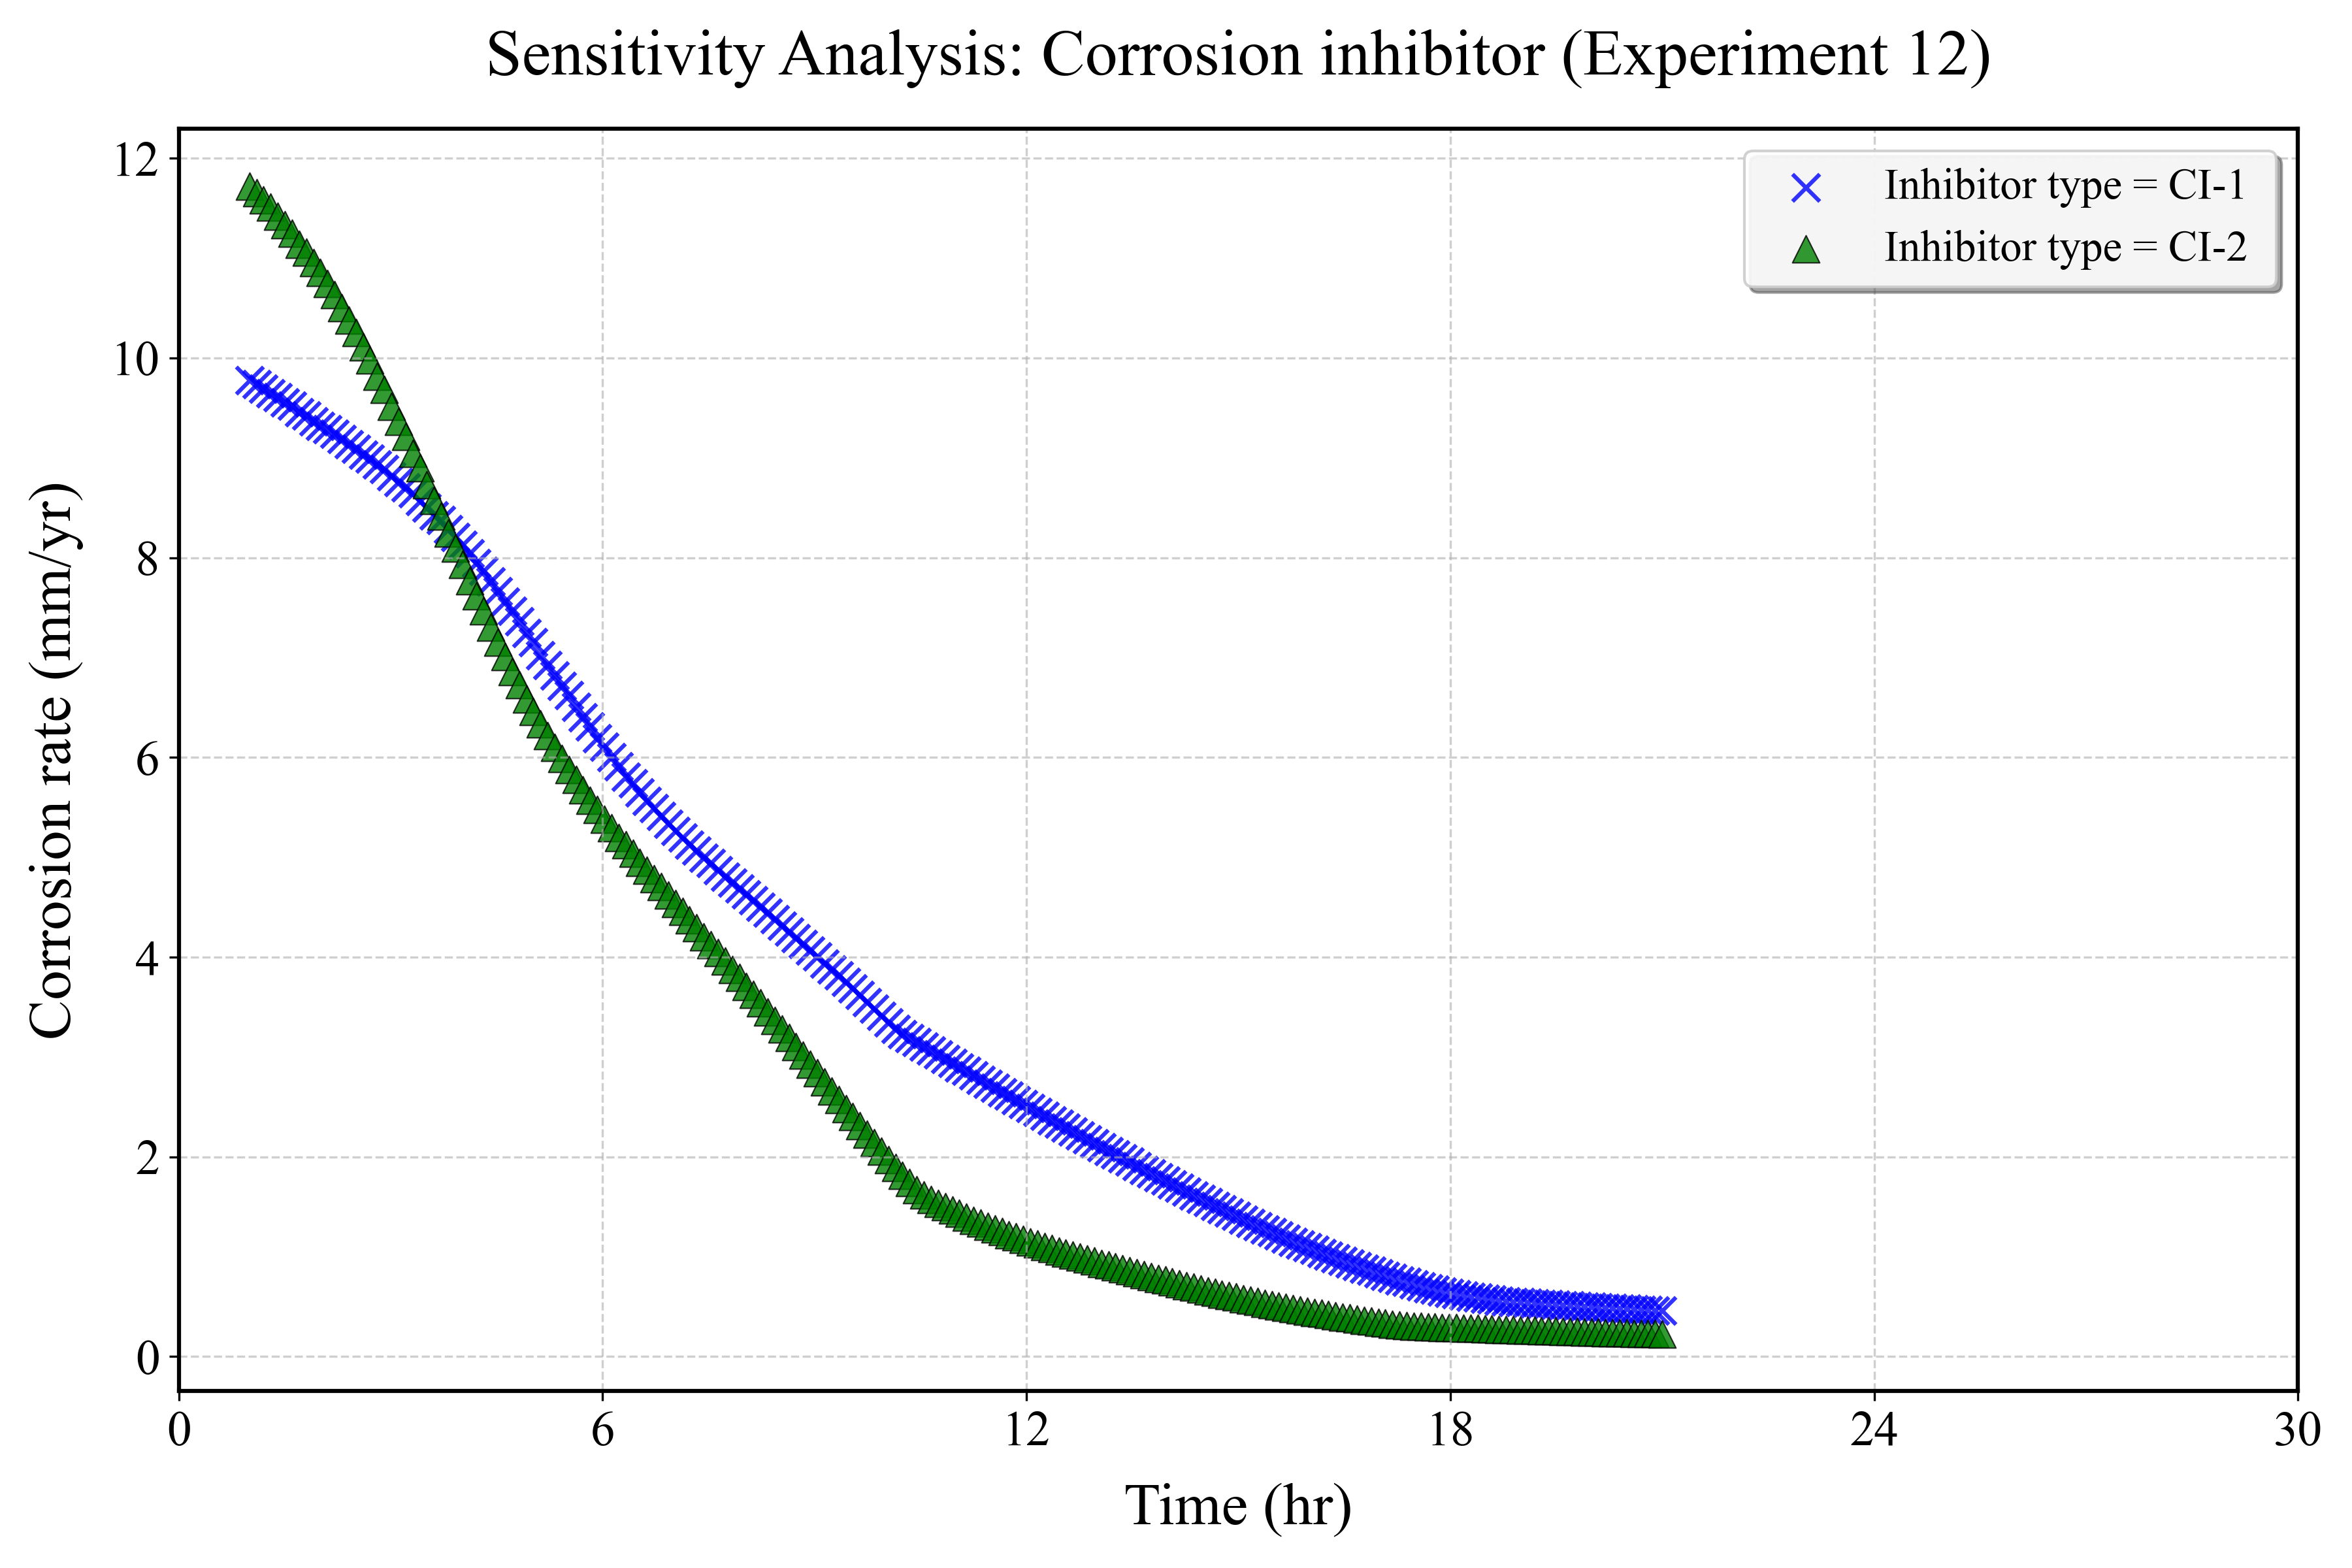 Sensitivity Analysis: Corrosion inhibitor (Experiment 12)
Inhibitor type = CI-1
Inhibitor type = CI-2
Corrosion rate (mm/yr)
12
10
8
6
4
2
0
0 6 12 18 24 30
Time (hr)